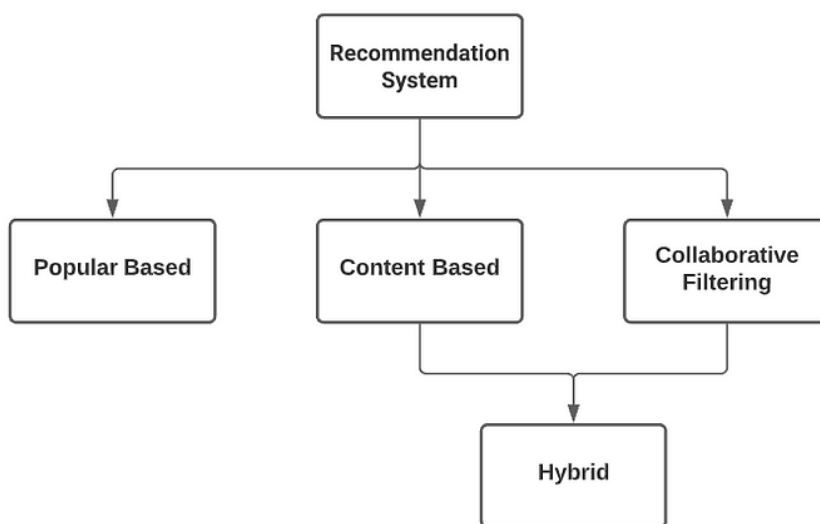 Recommendation
System
Popular Based
Content Based
Collaborative
Filtering
Hybrid